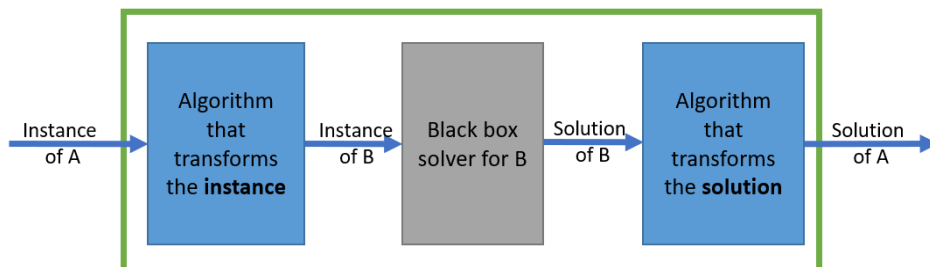 Instance
of A
Algorithm
that
transforms
the instance
Instance
of B
Black box
solver for B
Solution
of B
Algorithm
that
transforms
the solution
Solution
of A